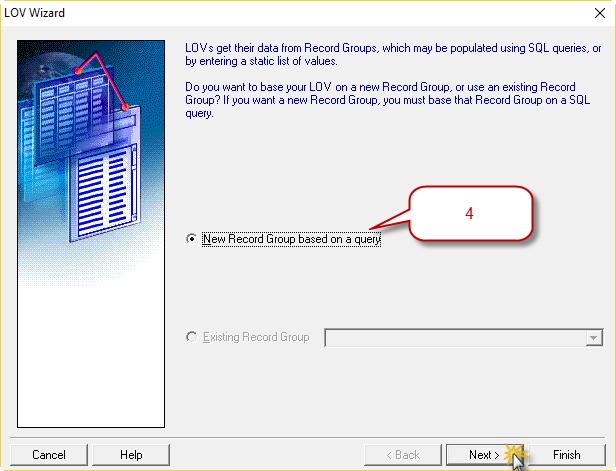 LOV Wizard
LOVs get their data from Record Groups, which may be populated using SQL queries, or
by entering a static list of values.
Do you want to base your LOV on a new Record Group, or use an existing Record
Group? If you want a new Record Group, you must base that Record Group on a SQL
query.
4
New Record Group based on a query
Existing Record Group
Cancel
Help
< Back
Next >
Finish